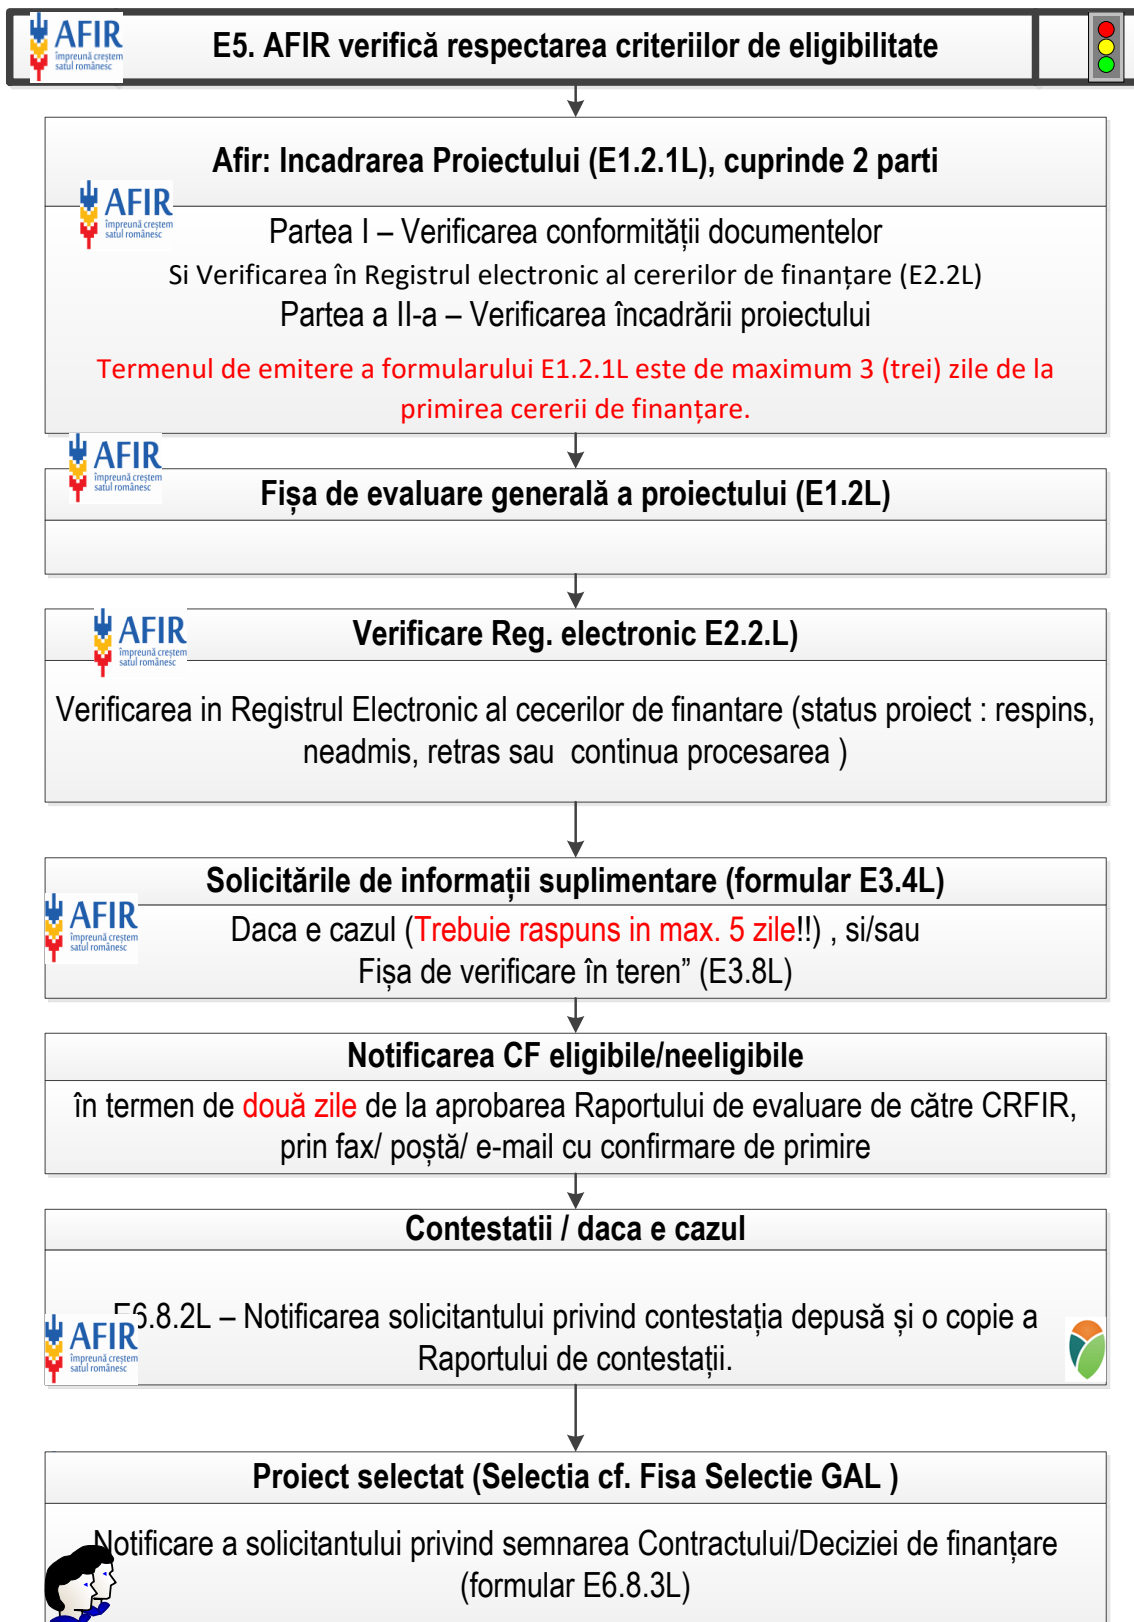 AFIR
împreună creștem
satul românesc
E5. AFIR verifică respectarea criteriilor de eligibilitate
Afir: Incadrarea Proiectului (E1.2.1L), cuprinde 2 parti
AFIR
împreună creștem
satul românesc
Partea I – Verificarea conformității documentelor
Si Verificarea în Registrul electronic al cererilor de finanțare (E2.2L)
Partea a II-a – Verificarea încadrării proiectului
Termenul de emitere a formularului E1.2.1L este de maximum 3 (trei) zile de la
primirea cererii de finanțare.
AFIR
împreună creștem
satul românesc
Fișa de evaluare generală a proiectului (E1.2L)
AFIR
împreună creștem
satul românesc
Verificare Reg. electronic E2.2.L)
Verificarea in Registrul Electronic al cecerilor de finantare (status proiect : respins,
neadmis, retras sau continua procesarea )
Solicitările de informații suplimentare (formular E3.4L)
AFIR
împreună creștem
satul românesc
Daca e cazul (Trebuie raspuns in max. 5 zile!!) , si/sau
Fișa de verificare în teren” (E3.8L)
Notificarea CF eligibile/neeligibile
în termen de două zile de la aprobarea Raportului de evaluare de către CRFIR,
prin fax/ poștă/ e-mail cu confirmare de primire
Contestatii / daca e cazul
E6.8.2L – Notificarea solicitantului privind contestația depusă și o copie a
Raportului de contestații.
AFIR
împreună creștem
satul românesc
Proiect selectat (Selectia cf. Fisa Selectie GAL )
Notificare a solicitantului privind semnarea Contractului/Deciziei de finanțare
(formular E6.8.3L)